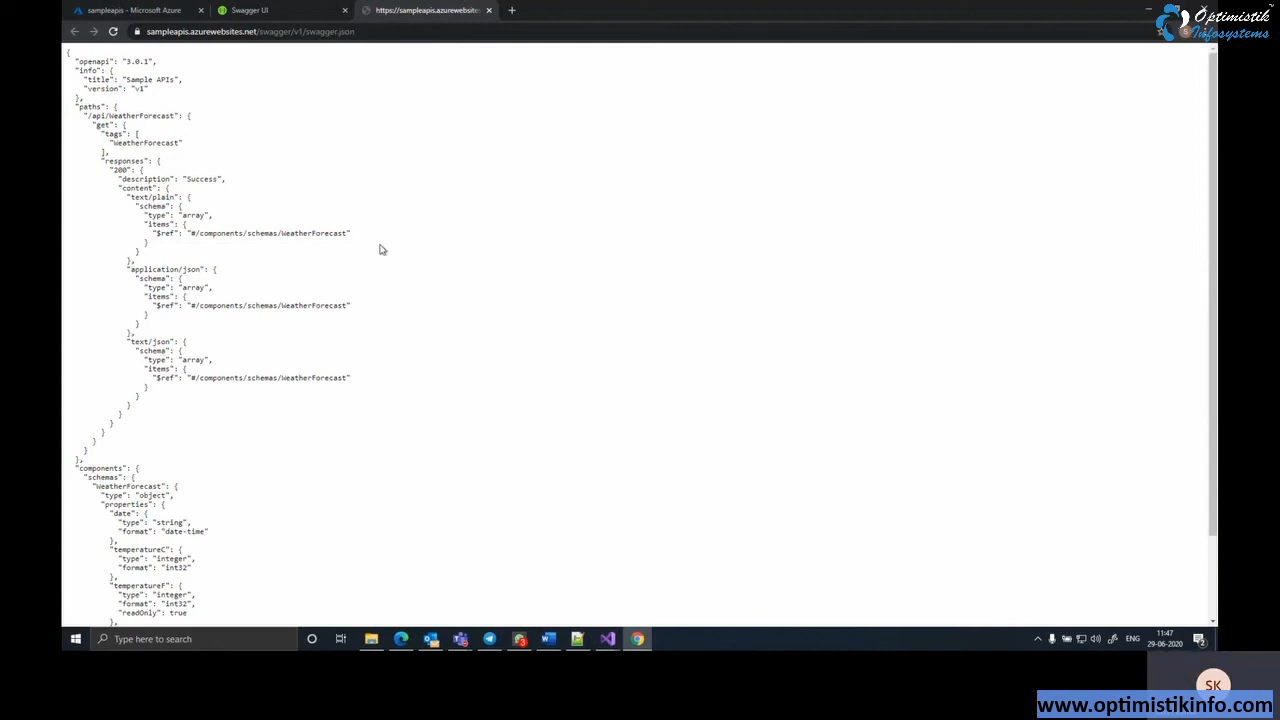 sampleapis - Microsoft Azure
Swagger UI
https://sampleapis.azurewebsites
Optimistik
Infosystems
sampleapis.azurewebsites.net/swagger/v1/swagger.json
{
"openapi": "3.0.1",
"info": {
"title": "Sample APIs",
"version": "v1"
},
"paths": {
"/api/WeatherForecast": {
"get": {
"tags": [
"WeatherForecast"
],
"responses": {
"200": {
"description": "Success",
"content": {
"text/plain": {
"schema": {
"type": "array",
"items": {
"$ref": "#/components/schemas/WeatherForecast"
}
}
},
"application/json": {
"schema": {
"type": "array",
"items": {
"$ref": "#/components/schemas/WeatherForecast"
}
}
},
"text/json": {
"schema": {
"type": "array",
"items": {
"$ref": "#/components/schemas/WeatherForecast"
}
}
}
}
}
}
}
}
},
"components": {
"schemas": {
"WeatherForecast": {
"type": "object",
"properties": {
"date": {
"type": "string",
"format": "date-time"
},
"temperatureC": {
"type": "integer",
"format": "int32"
},
"temperatureF": {
"type": "integer",
"format": "int32",
"readOnly": true
},
Type here to search
ENG
11:47
29-06-2020
SK
www.optimistikinfo.com